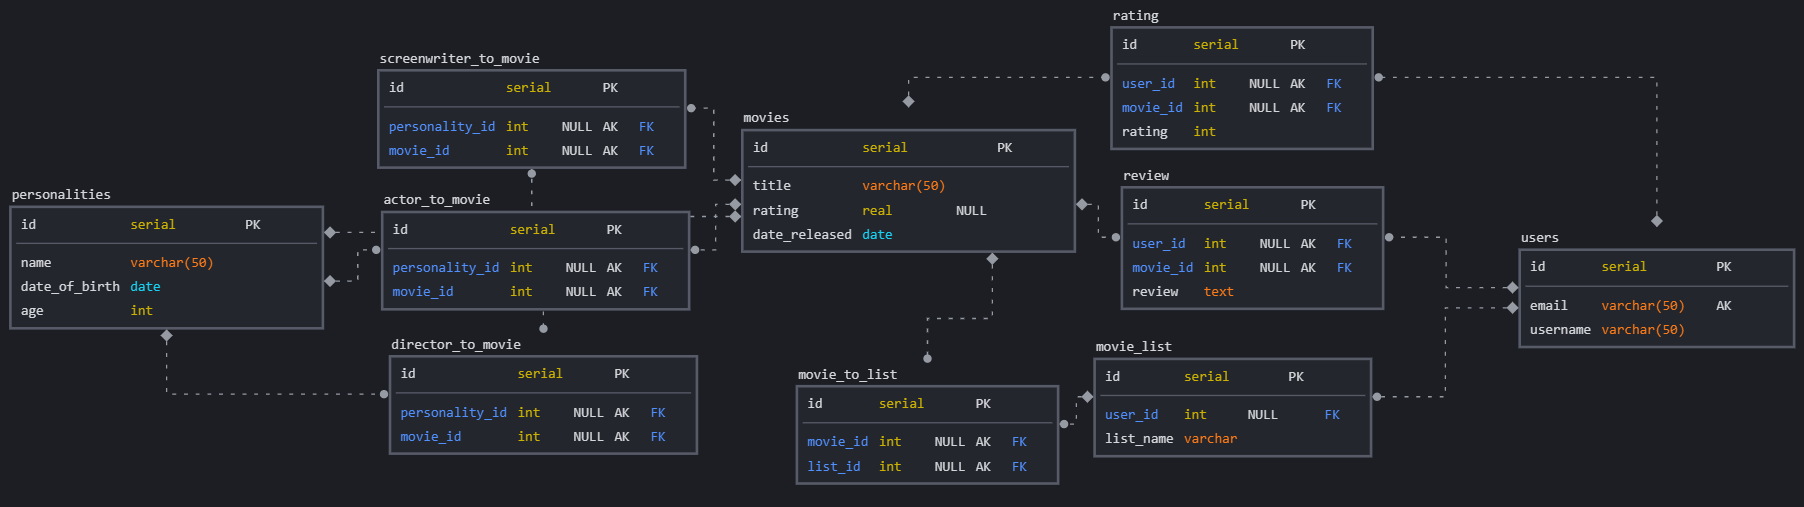 personalities
id serial PK
name varchar(50)
date_of_birth date
age int
screenwriter_to_movie
id serial PK
personality_id int NULL AK FK
movie_id int NULL AK FK
actor_to_movie
id serial PK
personality_id int NULL AK FK
movie_id int NULL AK FK
director_to_movie
id serial PK
personality_id int NULL AK FK
movie_id int NULL AK FK
movies
id serial PK
title varchar(50)
rating real NULL
date_released date
movie_to_list
id serial PK
movie_id int NULL AK FK
list_id int NULL AK FK
rating
id serial PK
user_id int NULL AK FK
movie_id int NULL AK FK
rating int
review
id serial PK
user_id int NULL AK FK
movie_id int NULL AK FK
review text
movie_list
id serial PK
user_id int NULL FK
list_name varchar
users
id serial PK
email varchar(50) AK
username varchar(50)